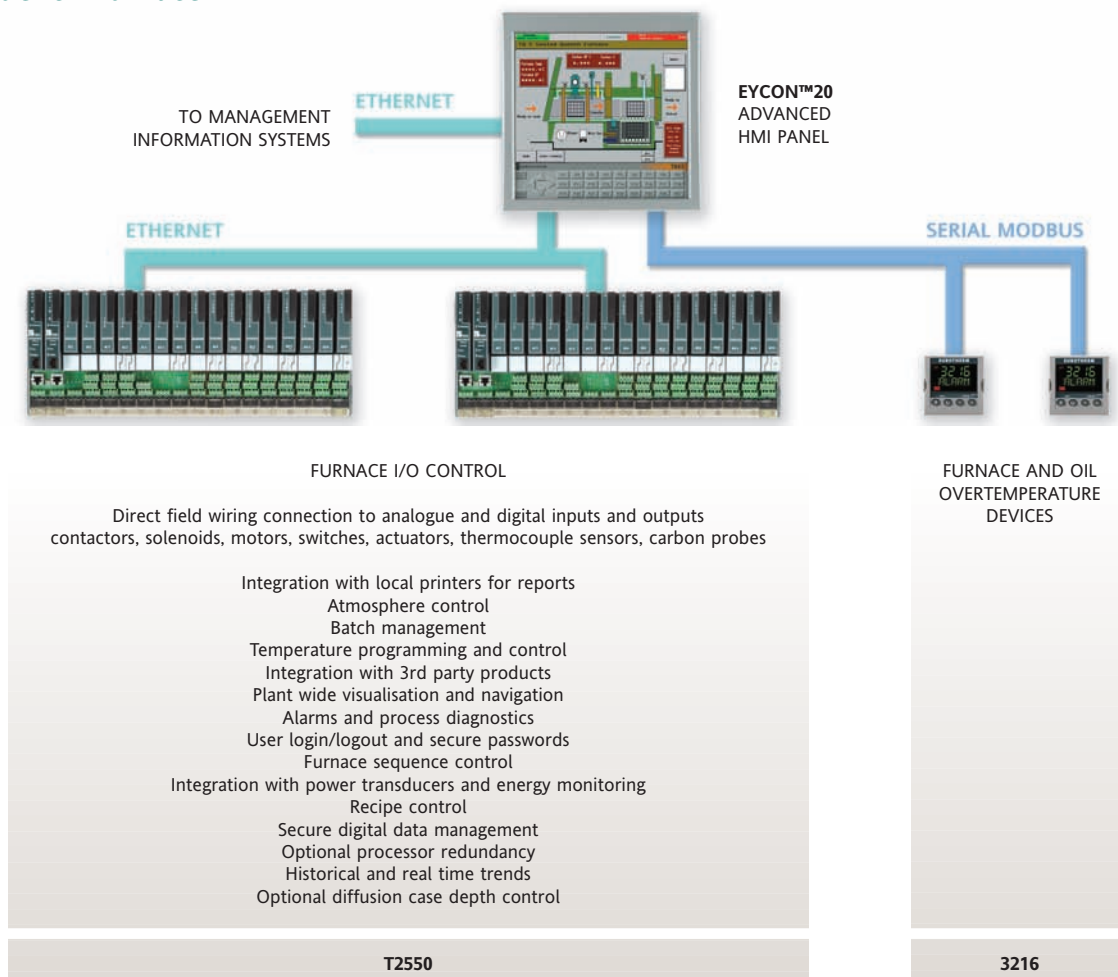 TO MANAGEMENT
INFORMATION SYSTEMS
ETHERNET
EYCON™20
ADVANCED
HMI PANEL
ETHERNET
SERIAL MODBUS
3216
ALARM
3216
ALARM
FURNACE I/O CONTROL
Direct field wiring connection to analogue and digital inputs and outputs
contactors, solenoids, motors, switches, actuators, thermocouple sensors, carbon probes
Integration with local printers for reports
Atmosphere control
Batch management
Temperature programming and control
Integration with 3rd party products
Plant wide visualisation and navigation
Alarms and process diagnostics
User login/logout and secure passwords
Furnace sequence control
Integration with power transducers and energy monitoring
Recipe control
Secure digital data management
Optional processor redundancy
Historical and real time trends
Optional diffusion case depth control
FURNACE AND OIL
OVERTEMPERATURE
DEVICES
T2550
3216